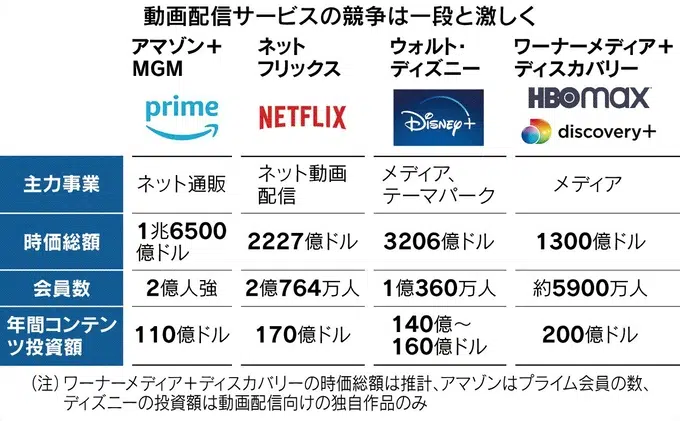 動画配信サービスの競争は一段と激しく
アマゾン＋
MGM
ネット
フリックス
ウォルト・
ディズニー
ワーナーメディア＋
ディスカバリー
prime
NETFLIX
Disney+
HBOmax
discovery+
主力事業
ネット通販
ネット動画
配信
メディア、
テーマパーク
メディア
時価総額
1兆6500
億ドル
2227億ドル
3206億ドル
1300億ドル
会員数
2億人強
2億764万人
1億360万人
約5900万人
年間コンテン
ツ投資額
110億ドル
170億ドル
140億～
160億ドル
200億ドル
（注）ワーナーメディア＋ディスカバリーの時価総額は推計、アマゾンはプライム会員の数、
ディズニーの投資額は動画配信向けの独自作品のみ